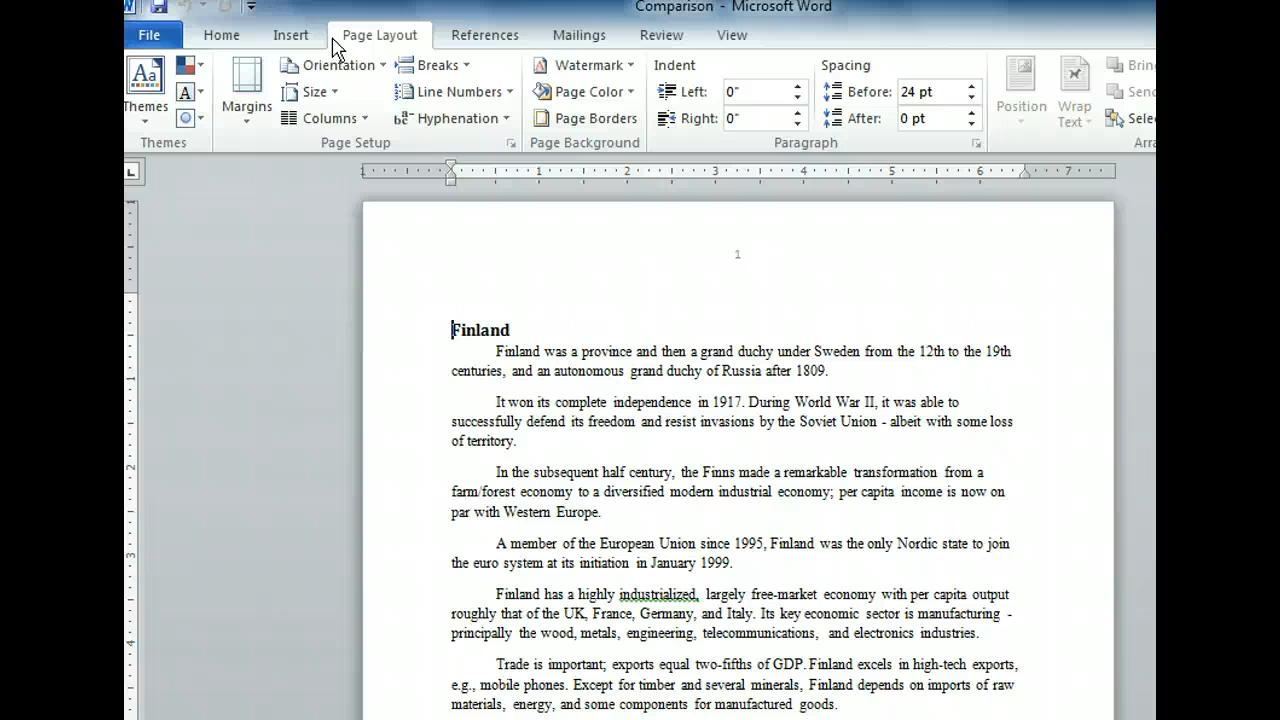 Comparison - Microsoft Word
File Home Insert Page Layout References Mailings Review View
Orientation Breaks Watermark Indent Spacing
Size Line Numbers Page Color Left: 0" Before: 24 pt
Themes Margins Columns Hyphenation Page Borders Right: 0" After: 0 pt Position Wrap Text
Themes Page Setup Page Background Paragraph
1 1 2 3 4 5 6 7
1
Finland
Finland was a province and then a grand duchy under Sweden from the 12th to the 19th
centuries, and an autonomous grand duchy of Russia after 1809.
It won its complete independence in 1917. During World War II, it was able to
successfully defend its freedom and resist invasions by the Soviet Union - albeit with some loss
of territory.
In the subsequent half century, the Finns made a remarkable transformation from a
farm/forest economy to a diversified modern industrial economy; per capita income is now on
par with Western Europe.
A member of the European Union since 1995, Finland was the only Nordic state to join
the euro system at its initiation in January 1999.
Finland has a highly industrialized, largely free-market economy with per capita output
roughly that of the UK, France, Germany, and Italy. Its key economic sector is manufacturing -
principally the wood, metals, engineering, telecommunications, and electronics industries.
Trade is important; exports equal two-fifths of GDP. Finland excels in high-tech exports,
e.g., mobile phones. Except for timber and several minerals, Finland depends on imports of raw
materials, energy, and some components for manufactured goods.